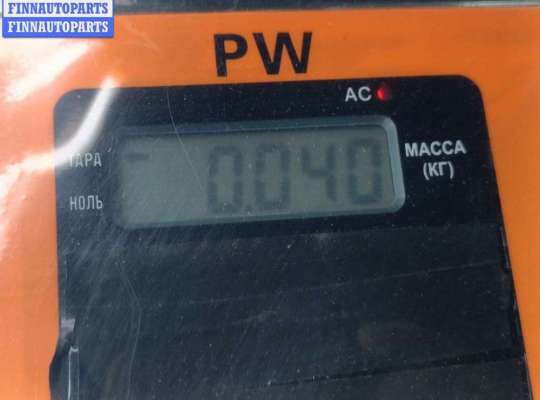 FINNAUTOPARTS
FINNAUTOPARTS
PW
AC
ТАРА
0.040
МАССА
(КГ)
НОЛЬ